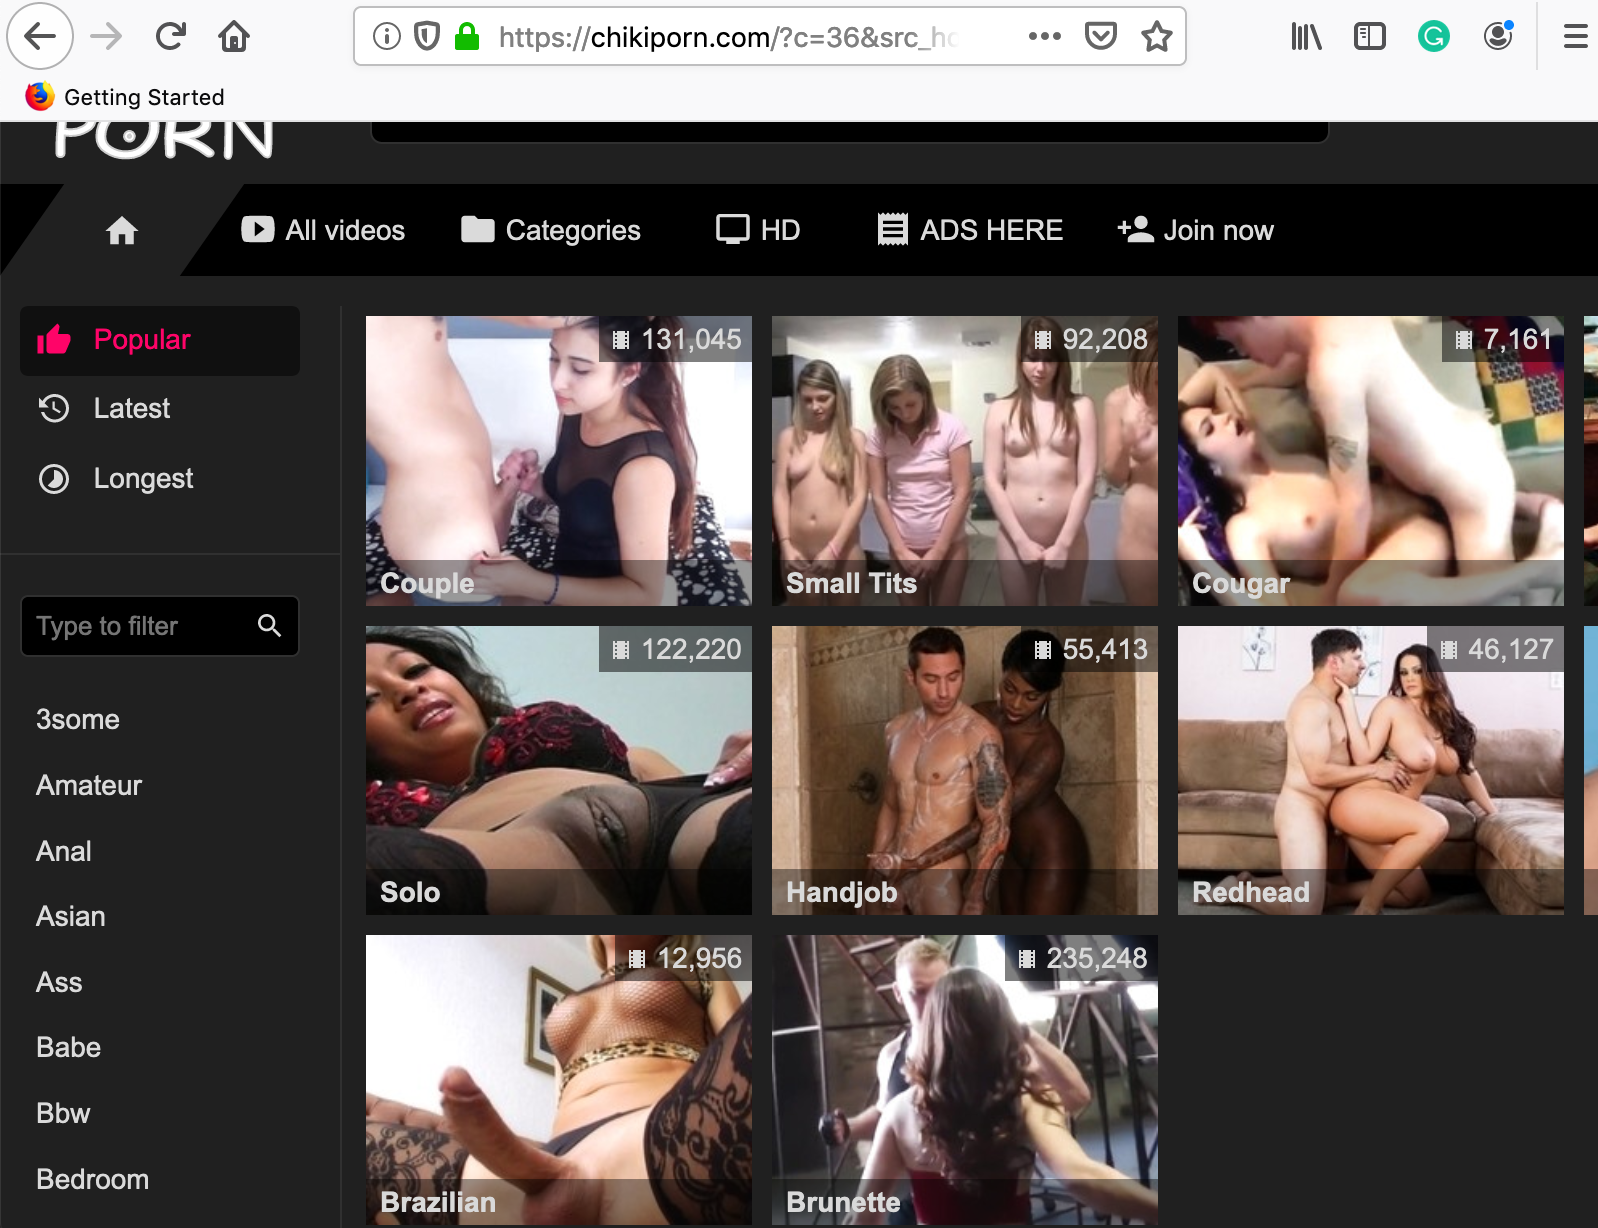 https://chikiporn.com/?c=36&src_
Getting Started
PORN
All videos
Categories
HD
ADS HERE
Join now
Popular
Latest
Longest
Type to filter
3some
Amateur
Anal
Asian
Ass
Babe
Bbw
Bedroom
131,045
Couple
92,208
Small Tits
7,161
Cougar
122,220
Solo
55,413
Handjob
46,127
Redhead
12,956
Brazilian
235,248
Brunette